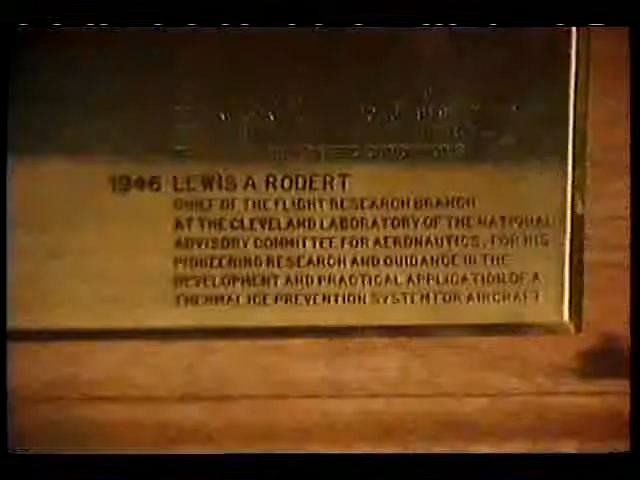 1946 LEWIS A RODERT
CHIEF OF THE FLIGHT RESEARCH BRANCH
AT THE CLEVELAND LABORATORY OF THE NATIONAL
ADVISORY COMMITTEE FOR AERONAUTICS, FOR HIS
PIONEERING RESEARCH AND GUIDANCE IN THE
DEVELOPMENT AND PRACTICAL APPLICATION OF A
THERMAL ICE PREVENTION SYSTEM FOR AIRCRAFT